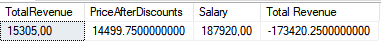 TotalRevenue PriceAfterDiscounts Salary Total Revenue
15305,00 14499.7500000000 187920,00 -173420.2500000000